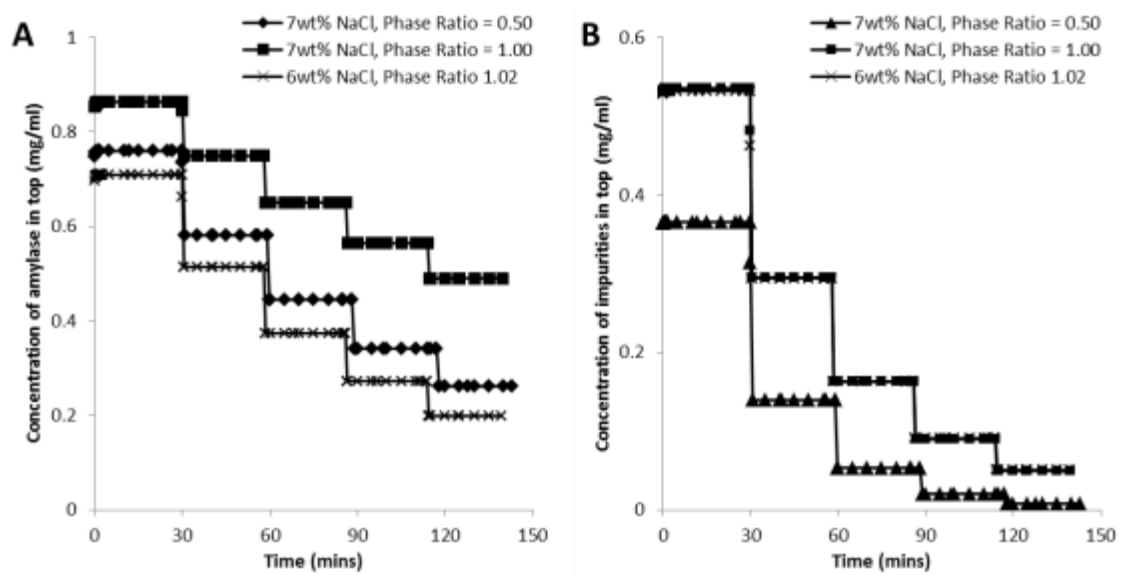 A
7wt% NaCl, Phase Ratio = 0.50
7wt% NaCl, Phase Ratio = 1.00
6wt% NaCl, Phase Ratio 1.02
1
0.8
0.6
0.4
0.2
0
0 30 60 90 120 150
Time (mins)
Concentration of amylase in top (mg/ml)
B
7wt% NaCl, Phase Ratio = 0.50
7wt% NaCl, Phase Ratio = 1.00
6wt% NaCl, Phase Ratio 1.02
0.6
0.4
0.2
0
0 30 60 90 120 150
Time (mins)
Concentration of impurities in top (mg/ml)